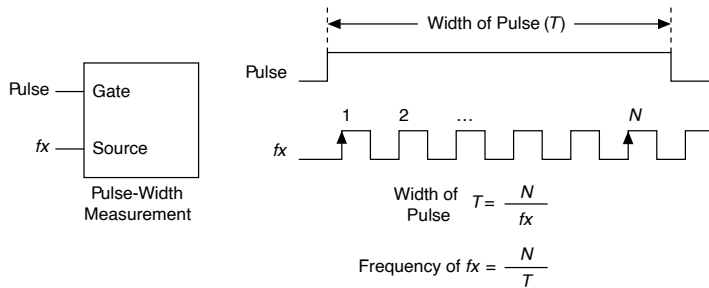 Width of Pulse (T)
Pulse
Gate
Pulse
1 2 … N
fx
Source
fx
Pulse-Width
Measurement
Width of
Pulse
T = N
fx
Frequency of fx = N
T